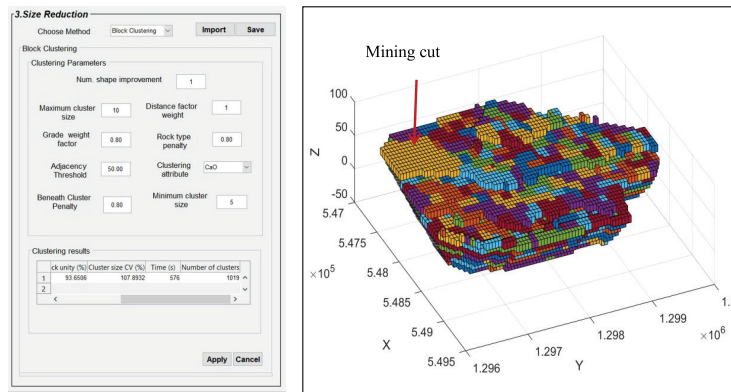 3.Size Reduction
Choose Method Block Clustering Import Save
Block Clustering
Clustering Parameters
Num. shape improvement 1
Maximum cluster size 10 Distance factor weight 1
Grade weight factor 0.80 Rock type penalty 0.80
Adjacency Threshold 50.00 Clustering attribute CaO
Beneath Cluster Penalty 0.80 Minimum cluster size 5
Clustering results
ck unity (%) Cluster size CV (%) Time (s) Number of clusters
1 93.6506 107.8932 576 1019
2
Apply Cancel
Mining cut
100
50
0
-50
Z
5.47
5.475
5.48
5.485
5.49
5.495
×10⁵
X
1.296
1.297
1.298
1.299
1.
×10⁶
Y